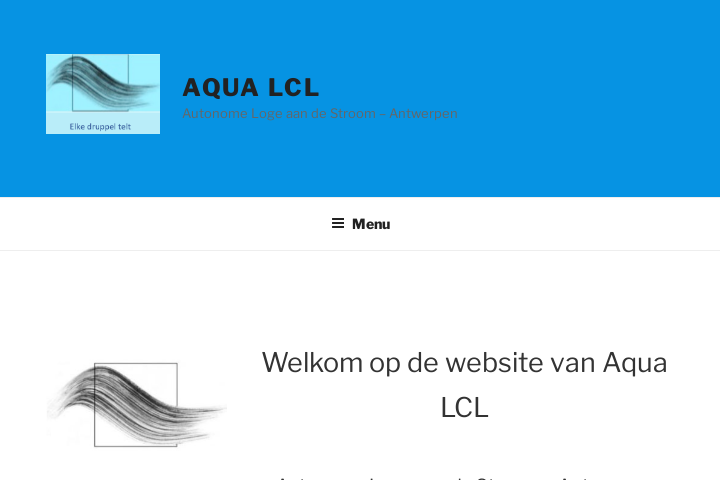 AQUA LCL
Autonome Loge aan de Stroom – Antwerpen
Elke druppel telt
Menu
Welkom op de website van Aqua
LCL